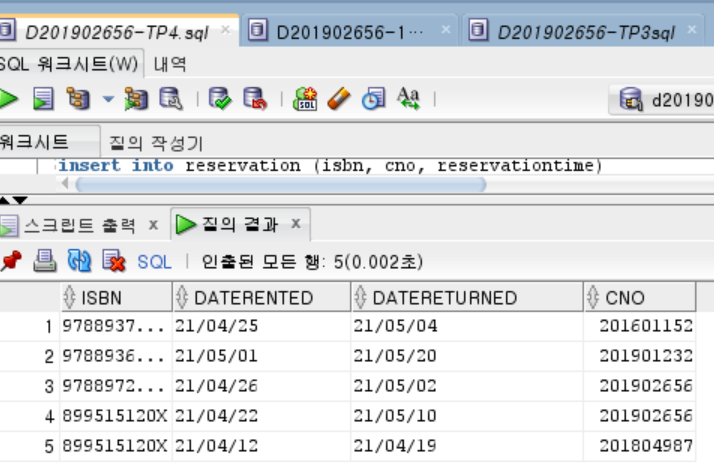 D201902656-TP4.sql × D201902656-1··· × D201902656-TP3sql ×
SQL 워크시트(W) 내역
d20190
워크시트 질의 작성기
insert into reservation (isbn, cno, reservationtime)
스크립트 출력 × 질의 결과 ×
SQL | 인출된 모든 행: 5(0.002초)
ISBN DATERENTED DATERETURNED CNO
1 9788937... 21/04/25 21/05/04 201601152
2 9788936... 21/05/01 21/05/20 201901232
3 9788972... 21/04/26 21/05/02 201902656
4 899515120X 21/04/22 21/05/10 201902656
5 899515120X 21/04/12 21/04/19 201804987